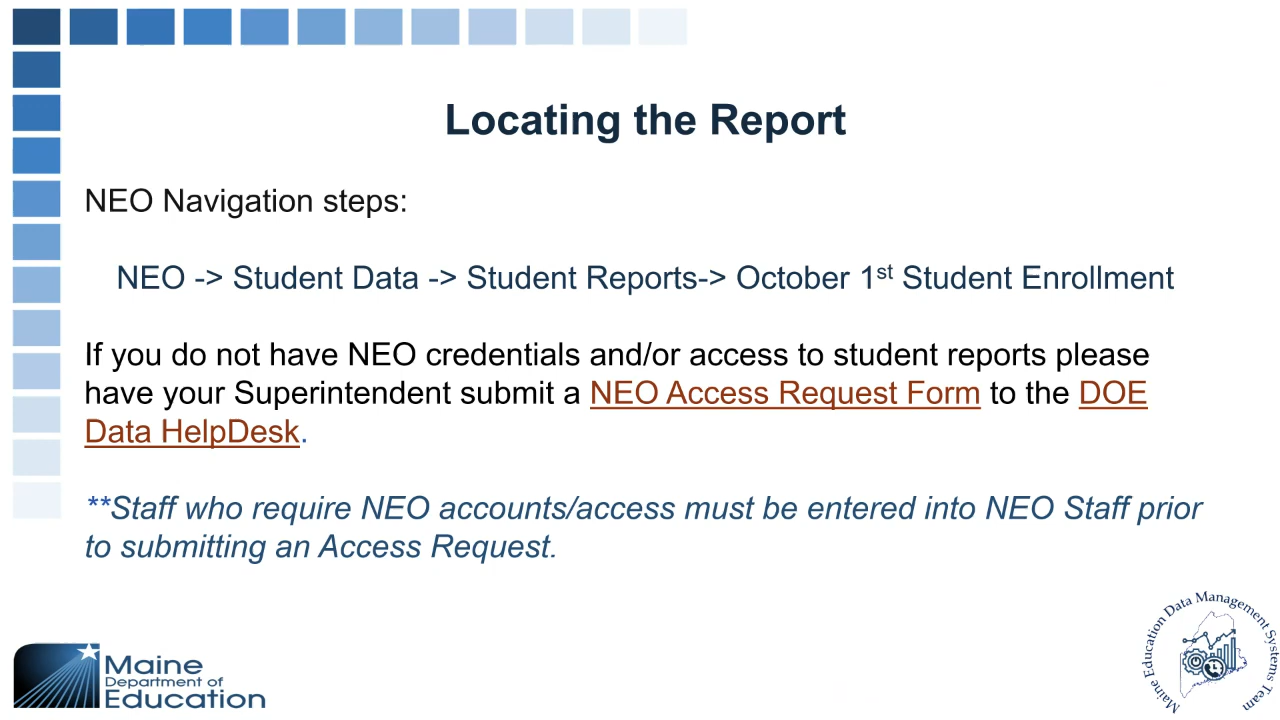 Locating the Report
NEO Navigation steps:
NEO -> Student Data -> Student Reports-> October 1st Student Enrollment
If you do not have NEO credentials and/or access to student reports please
have your Superintendent submit a NEO Access Request Form to the DOE
Data HelpDesk.
**Staff who require NEO accounts/access must be entered into NEO Staff prior
to submitting an Access Request.
Maine
Department of
Education
Maine Education Data Management Systems Team